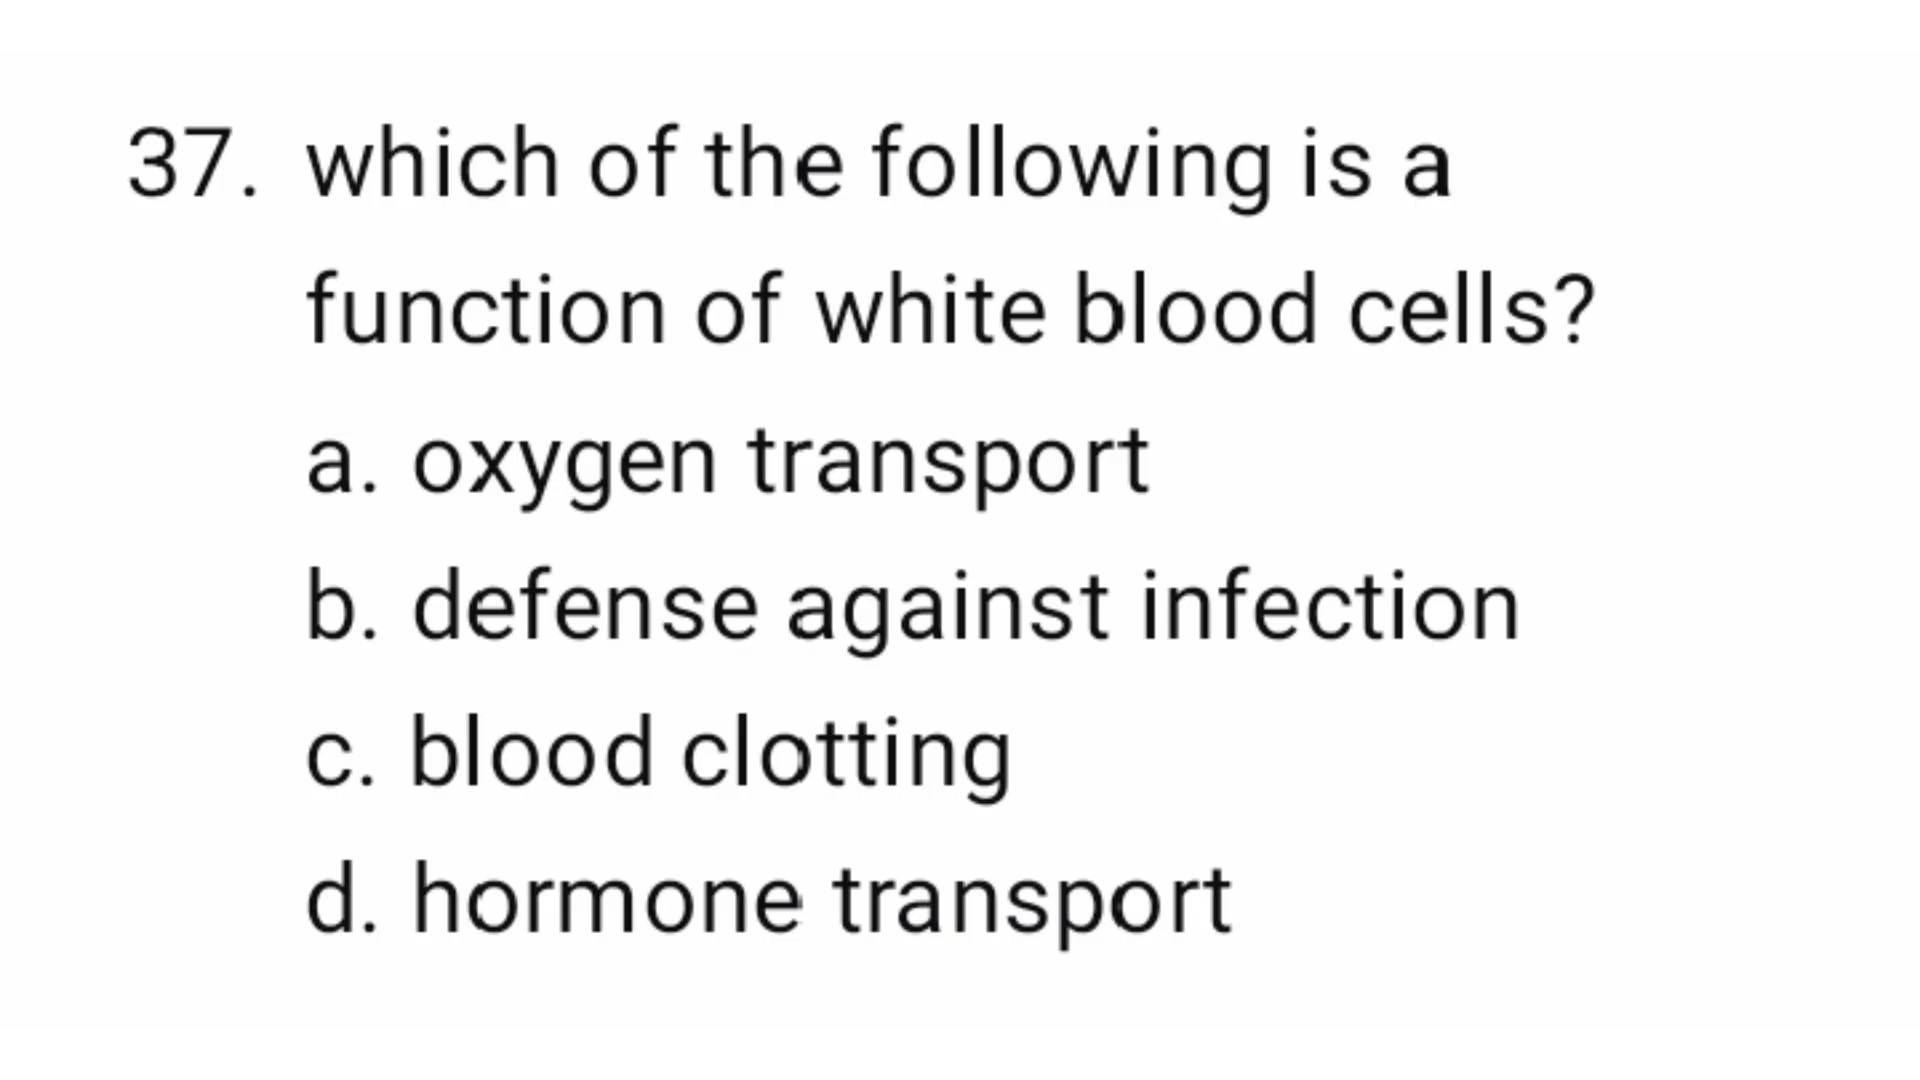 37. which of the following is a
function of white blood cells?
a. oxygen transport
b. defense against infection
c. blood clotting
d. hormone transport